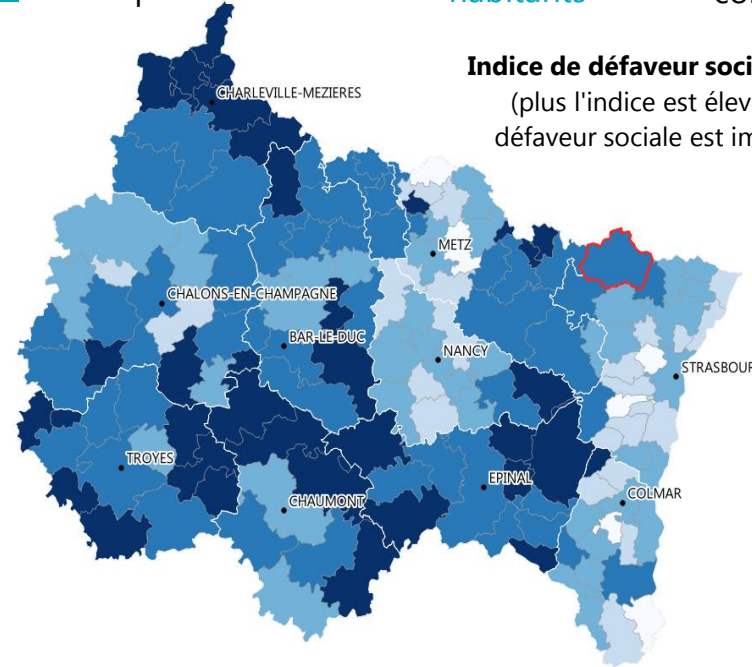 Indice de défaveur soci
(plus l'indice est élev
défaveur sociale est im
CHARLEVILLE-MEZIERES
METZ
CHALONS-EN-CHAMPAGNE
BAR-LE-DUC
NANCY
STRASBOUR
TROYES
EPINAL
CHAUMONT
COLMAR